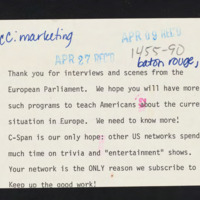 cc: marketing
APR 09 REC'D
APR 27 REC'D
1455-90
baton rouge,
Thank you for interviews and scenes from the
European Parliament. We hope you will have more
such programs to teach Americans about the curre
situation in Europe. We need to know more!
C-Span is our only hope: other US networks spend
much time on trivia and "entertainment" shows.
Your network is the ONLY reason we subscribe to
Keep up the good work!